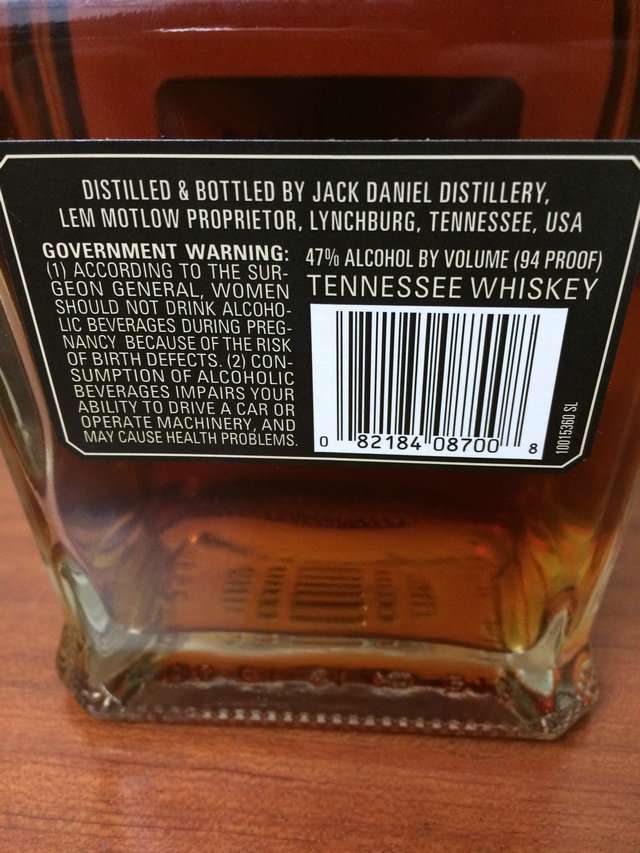 DISTILLED & BOTTLED BY JACK DANIEL DISTILLERY,
LEM MOTLOW PROPRIETOR, LYNCHBURG, TENNESSEE, USA
GOVERNMENT WARNING:
(1) ACCORDING TO THE SUR-
GEON GENERAL, WOMEN
SHOULD NOT DRINK ALCOHO-
LIC BEVERAGES DURING PREG-
NANCY BECAUSE OF THE RISK
OF BIRTH DEFECTS. (2) CON-
SUMPTION OF ALCOHOLIC
BEVERAGES IMPAIRS YOUR
ABILITY TO DRIVE A CAR OR
OPERATE MACHINERY, AND
MAY CAUSE HEALTH PROBLEMS.
47% ALCOHOL BY VOLUME (94 PROOF)
TENNESSEE WHISKEY
0 82184 08700 8
10015360 SL